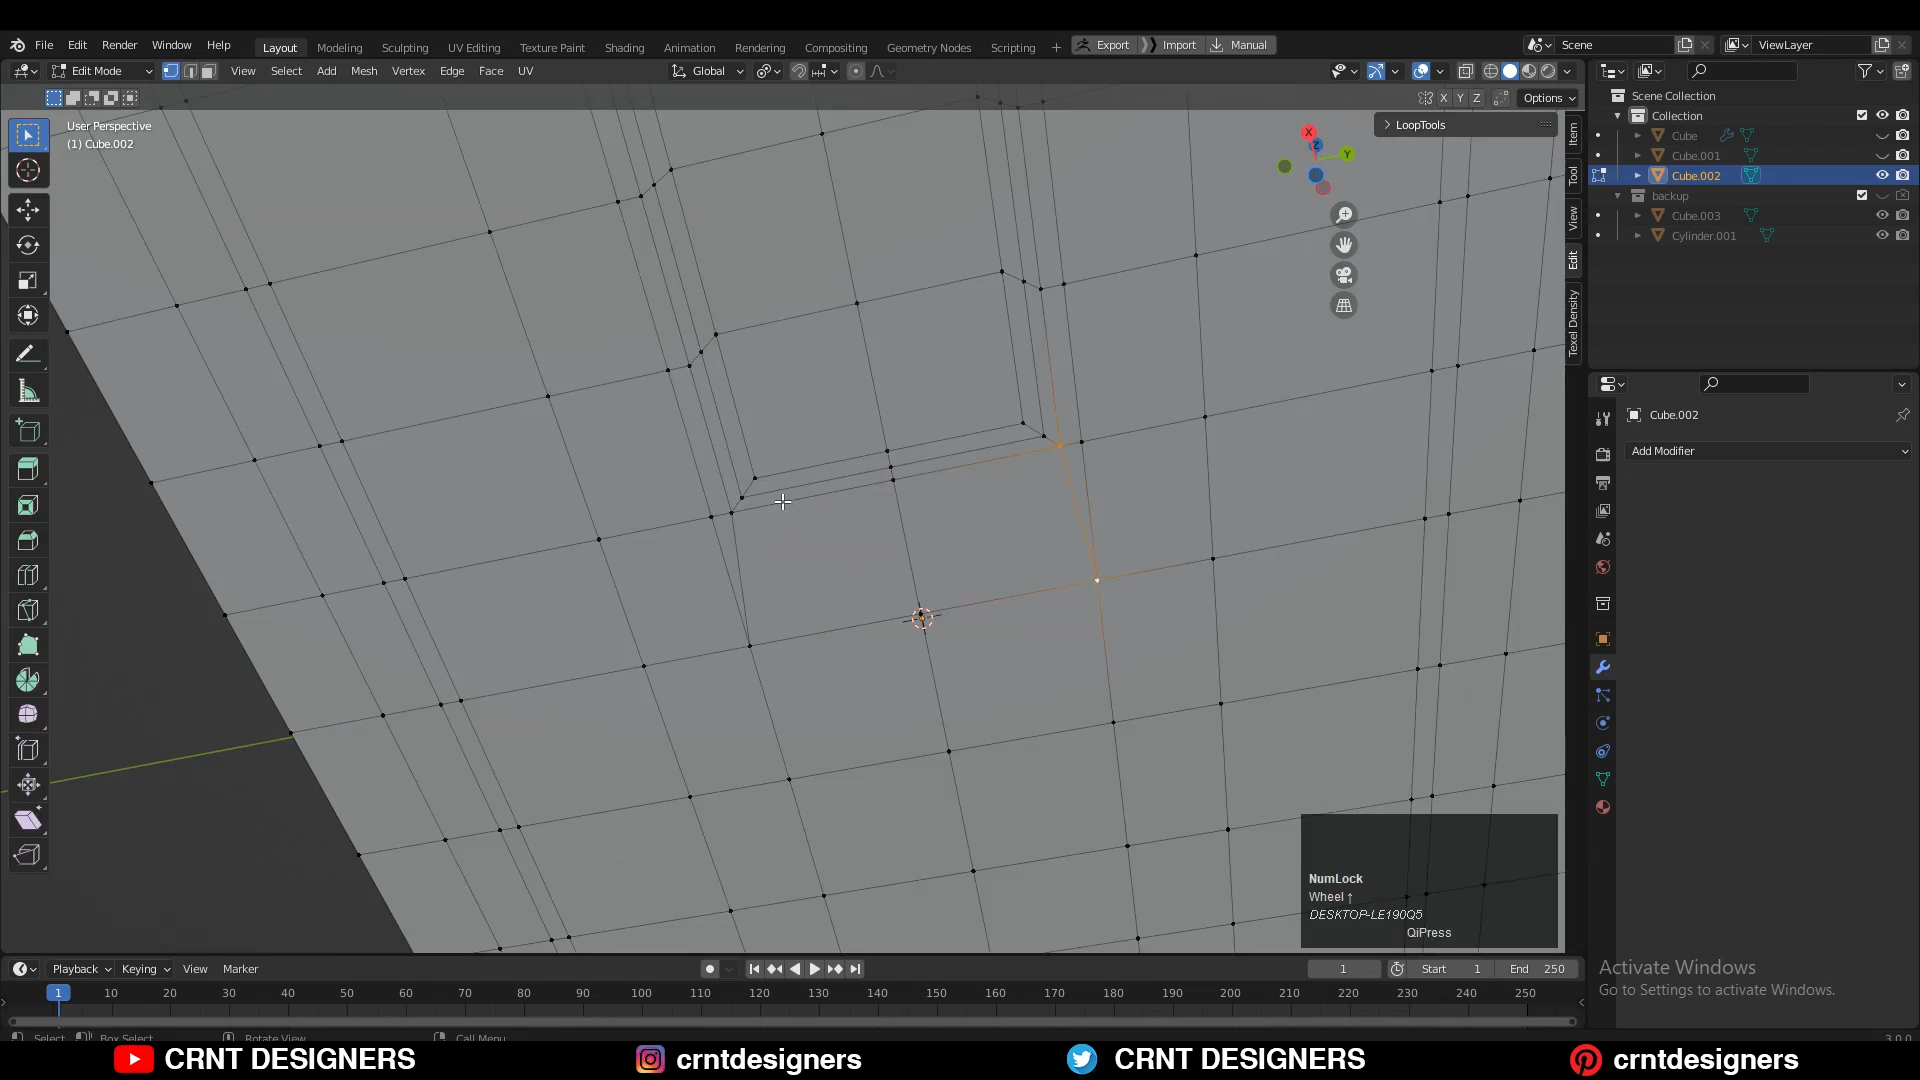 File Edit Render Window Help Layout Modeling Sculpting UV Editing Texture Paint Shading Animation Rendering Compositing Geometry Nodes Scripting + Export Import Manual Scene ViewLayer
Edit Mode View Select Add Mesh Vertex Edge Face UV Global
X Y Z Options
User Perspective
(1) Cube.002
LoopTools
X Z Y
Item
Tool
View
Edit
Texel Density
Scene Collection
Collection
Cube
Cube.001
Cube.002
backup
Cube.003
Cylinder.001
Cube.002
Add Modifier
NumLock
Wheel ↑
DESKTOP-LE190Q5
QiPress
Activate Windows
Go to Settings to activate Windows.
Playback Keying View Marker 1 Start 1 End 250
1 10 20 30 40 50 60 70 80 90 100 110 120 130 140 150 160 170 180 190 200 210 220 230 240 250
Select Box Select Rotate View Call Menu 3.0.0
CRNT DESIGNERS crntdesigners CRNT DESIGNERS crntdesigners